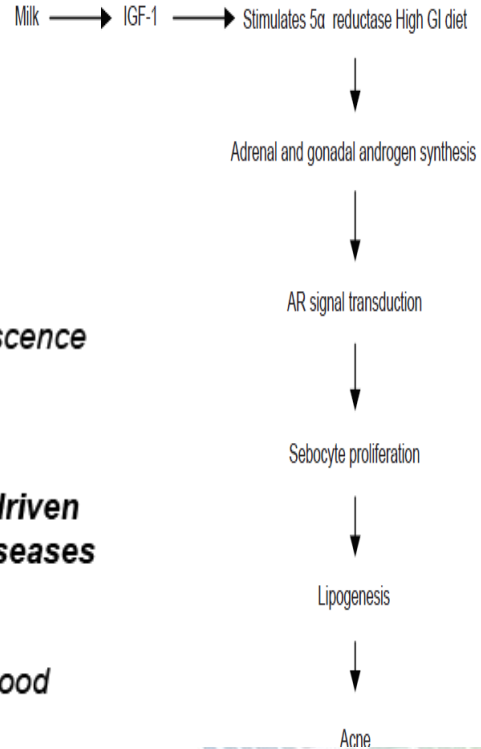 Milk → IGF-1 → Stimulates 5α reductase High GI diet
Adrenal and gonadal androgen synthesis
AR signal transduction
scence
Sebocyte proliferation
driven
seases
Lipogenesis
ood
Acne